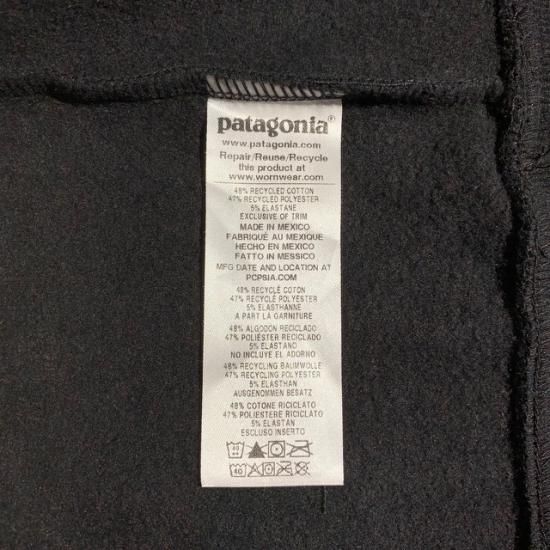 patagonia®
www.patagonia.com
Repair/Reuse/Recycle
this product at
www.wornwear.com
48% RECYCLED COTTON
47% RECYCLED POLYESTER
5% ELASTANE
EXCLUSIVE OF TRIM
MADE IN MEXICO
FABRIQUÉ AU MEXIQUE
HECHO EN MEXICO
FATTO IN MESSICO
MFG DATE AND LOCATION AT
PCPSIA.COM
48% RECYCLÉ COTON
47% RECYCLÉ POLYESTER
5% ELASTHANNE
A PART LA GARNITURE
48% ALGODÓN RECICLADO
47% POLIÉSTER RECICLADO
5% ELASTANO
NO INCLUYE EL ADORNO
48% RECYCLING BAUMWOLLE
47% RECYCLING POLYESTER
5% ELASTHAN
AUSGENOMMEN BESATZ
48% COTONE RICICLATO
47% POLIESTERE RICICLATO
5% ELASTAN
ESCLUSO INSERTO
40
40